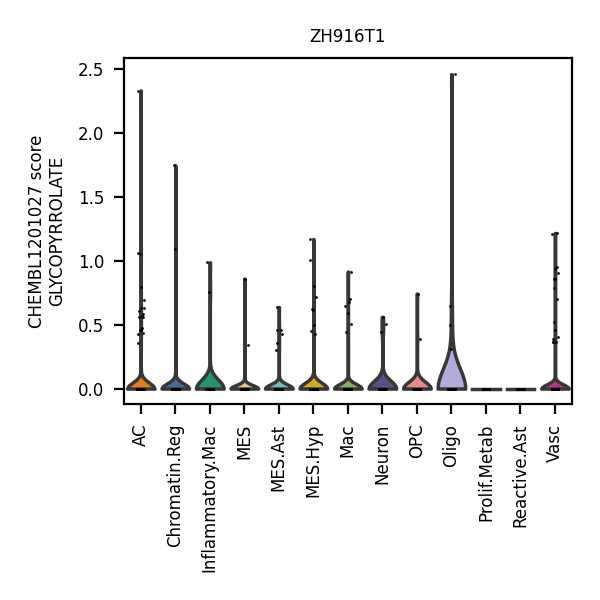 ZH916T1
CHEMBL1201027 score
GLYCOPYRROLATE
2.5
2.0
1.5
1.0
0.5
0.0
AC
Chromatin.Reg
Inflammatory.Mac
MES
MES.Ast
MES.Hyp
Mac
Neuron
OPC
Oligo
Prolif.Metab
Reactive.Ast
Vasc